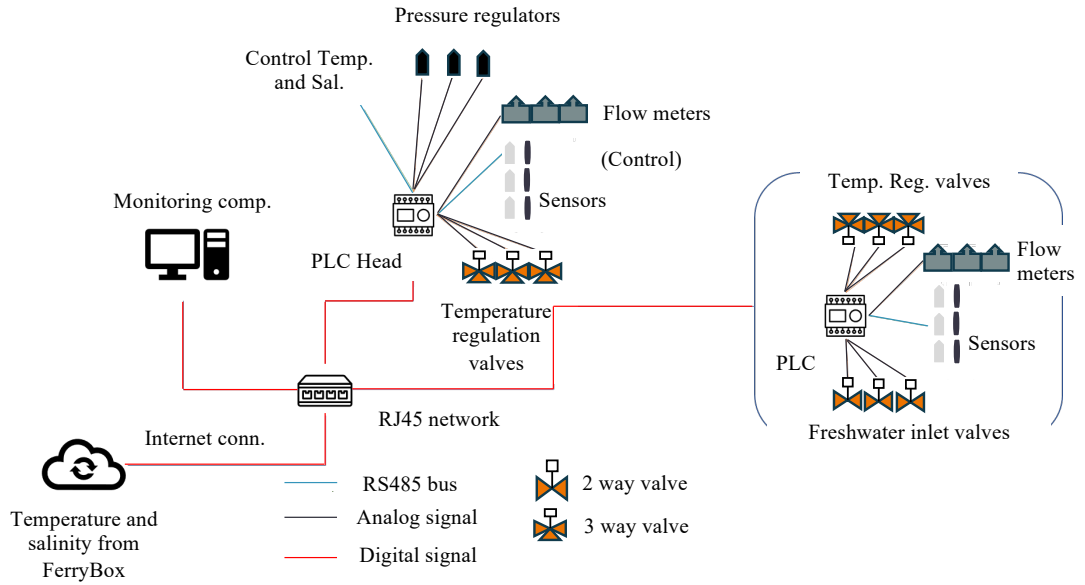 Pressure regulators
Control Temp.
and Sal.
Flow meters
(Control)
Sensors
Monitoring comp.
PLC Head
Temperature
regulation
valves
Temp. Reg. valves
Flow
meters
Sensors
PLC
Freshwater inlet valves
RJ45 network
Internet conn.
Temperature and
salinity from
FerryBox
RS485 bus
Analog signal
Digital signal
2 way valve
3 way valve